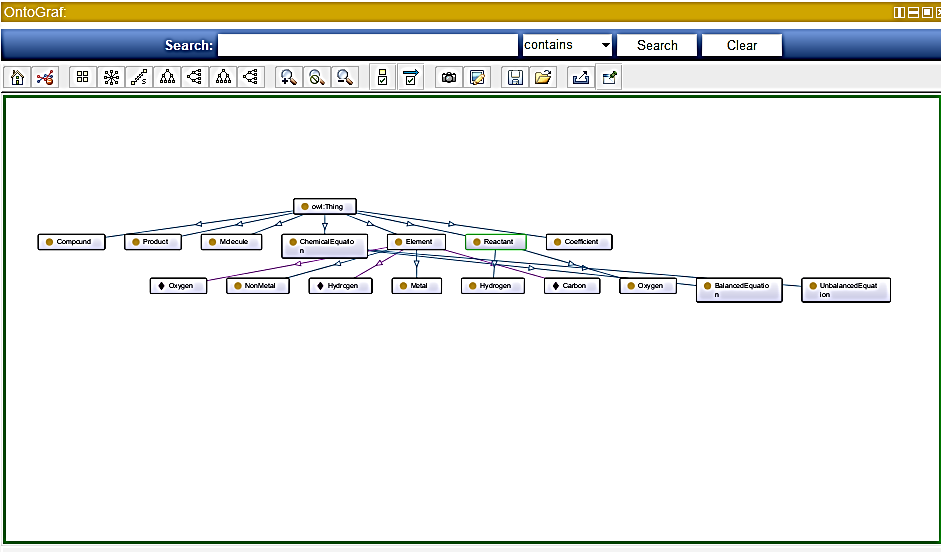 OntoGraf:
Search:
contains
Search
Clear
owl:Thing
Compound
Product
Molecule
ChemicalEquatio
n
Element
Reactant
Coefficient
Oxygen
NonMetal
Hydrogen
Metal
Hydrogen
Carbon
Oxygen
BalancedEquatio
n
UnbalancedEquat
ion